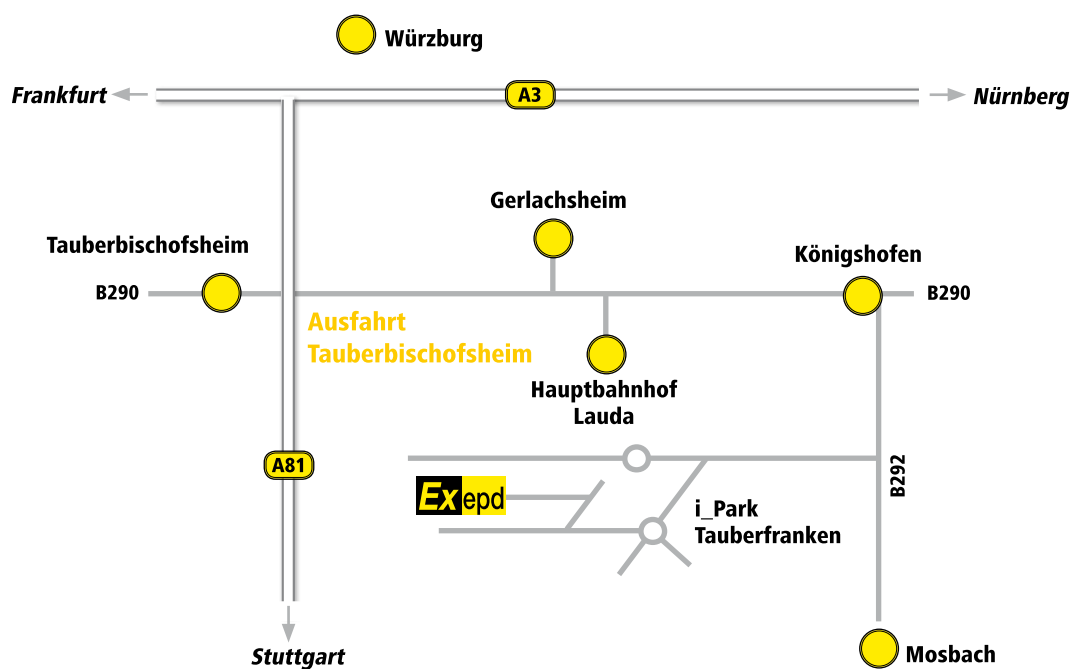 Würzburg
Frankfurt
A3
Nürnberg
Gerlachsheim
Tauberbischofsheim
Königshofen
B290
B290
Ausfahrt
Tauberbischofsheim
Hauptbahnhof
Lauda
A81
B292
Exepd
i_Park
Tauberfranken
Stuttgart
Mosbach